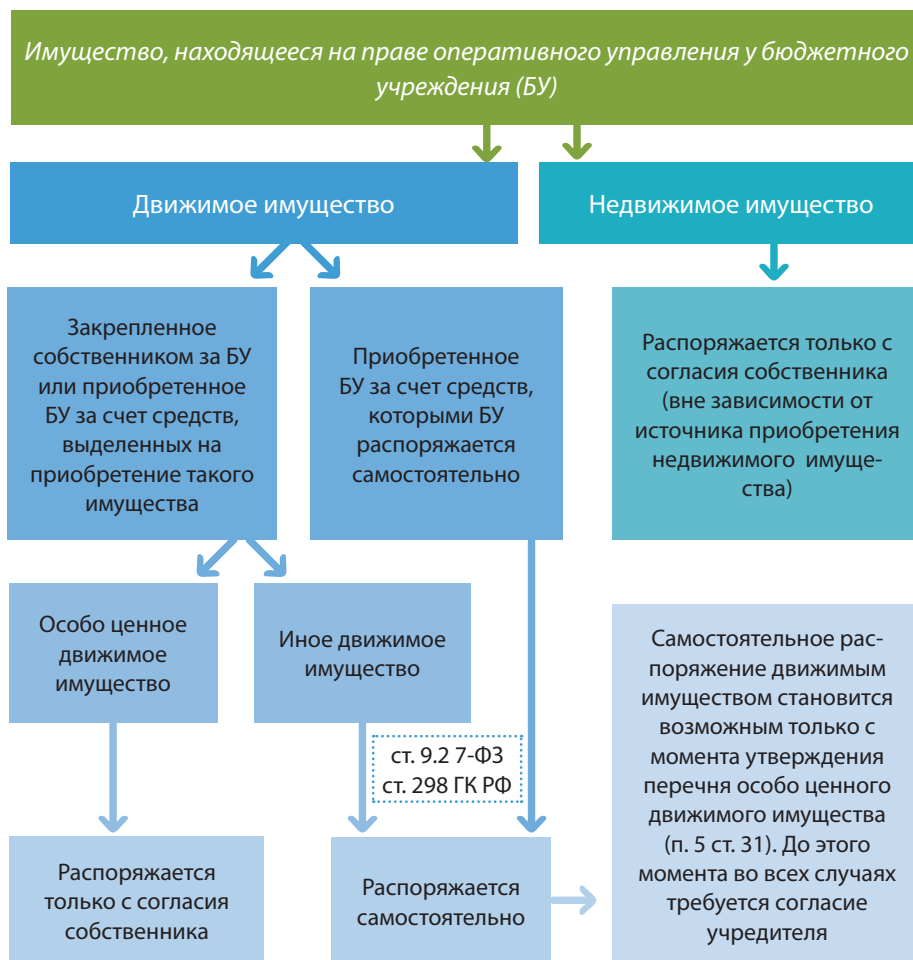 Имущество, находящееся на праве оперативного управления у бюджетного
учреждения (БУ)
Движимое имущество
Недвижимое имущество
Закрепленное
собственником за БУ
или приобретенное
БУ за счет средств,
выделенных на
приобретение такого
имущества
Приобретенное
БУ за счет средств,
которыми БУ
распоряжается
самостоятельно
Распоряжается только с
согласия собственника
(вне зависимости от
источника приобретения
недвижимого имуще-
ства)
Особо ценное
движимое
имущество
Иное движимое
имущество
ст. 9.2 7-ФЗ
ст. 298 ГК РФ
Распоряжается
только с согласия
собственника
Распоряжается
самостоятельно
Самостоятельное рас-
поряжение движимым
имуществом становится
возможным только с
момента утверждения
перечня особо ценного
движимого имущества
(п. 5 ст. 31). До этого
момента во всех случаях
требуется согласие
учредителя